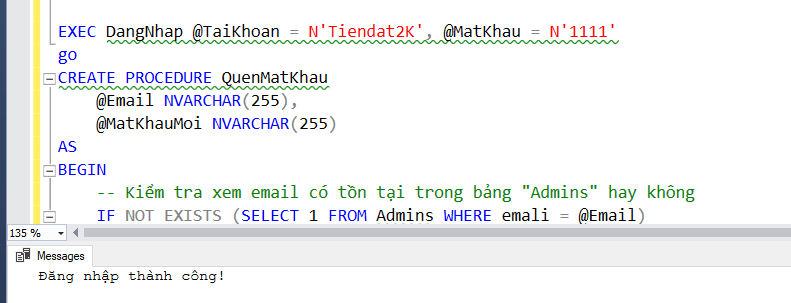 EXEC DangNhap @TaiKhoan = N'Tiendat2K', @MatKhau = N'1111'
go
CREATE PROCEDURE QuenMatKhau
@Email NVARCHAR(255),
@MatKhauMoi NVARCHAR(255)
AS
BEGIN
-- Kiểm tra xem email có tồn tại trong bảng "Admins" hay không
IF NOT EXISTS (SELECT 1 FROM Admins WHERE emali = @Email)
135 %
Messages
Đăng nhập thành công!